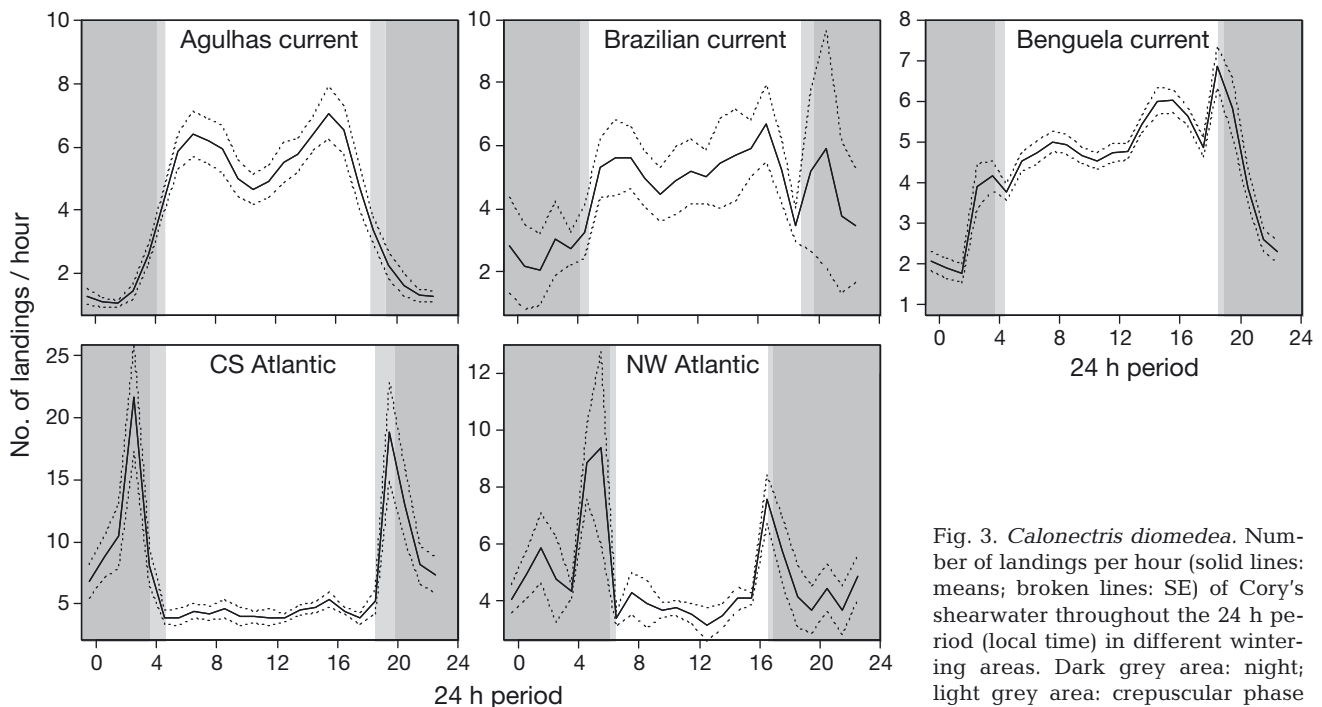 No. of landings / hour
Agulhas current
10
8
6
4
2
Brazilian current
10
8
6
4
2
Benguela current
8
7
6
5
4
3
2
1
0 4 8 12 16 20 24
24 h period
CS Atlantic
25
20
15
10
5
0 4 8 12 16 20 24
NW Atlantic
12
10
8
6
4
0 4 8 12 16 20 24
24 h period
Fig. 3. Calonectris diomedea. Num-
ber of landings per hour (solid lines:
means; broken lines: SE) of Cory's
shearwater throughout the 24 h pe-
riod (local time) in different winter-
ing areas. Dark grey area: night;
light grey area: crepuscular phase